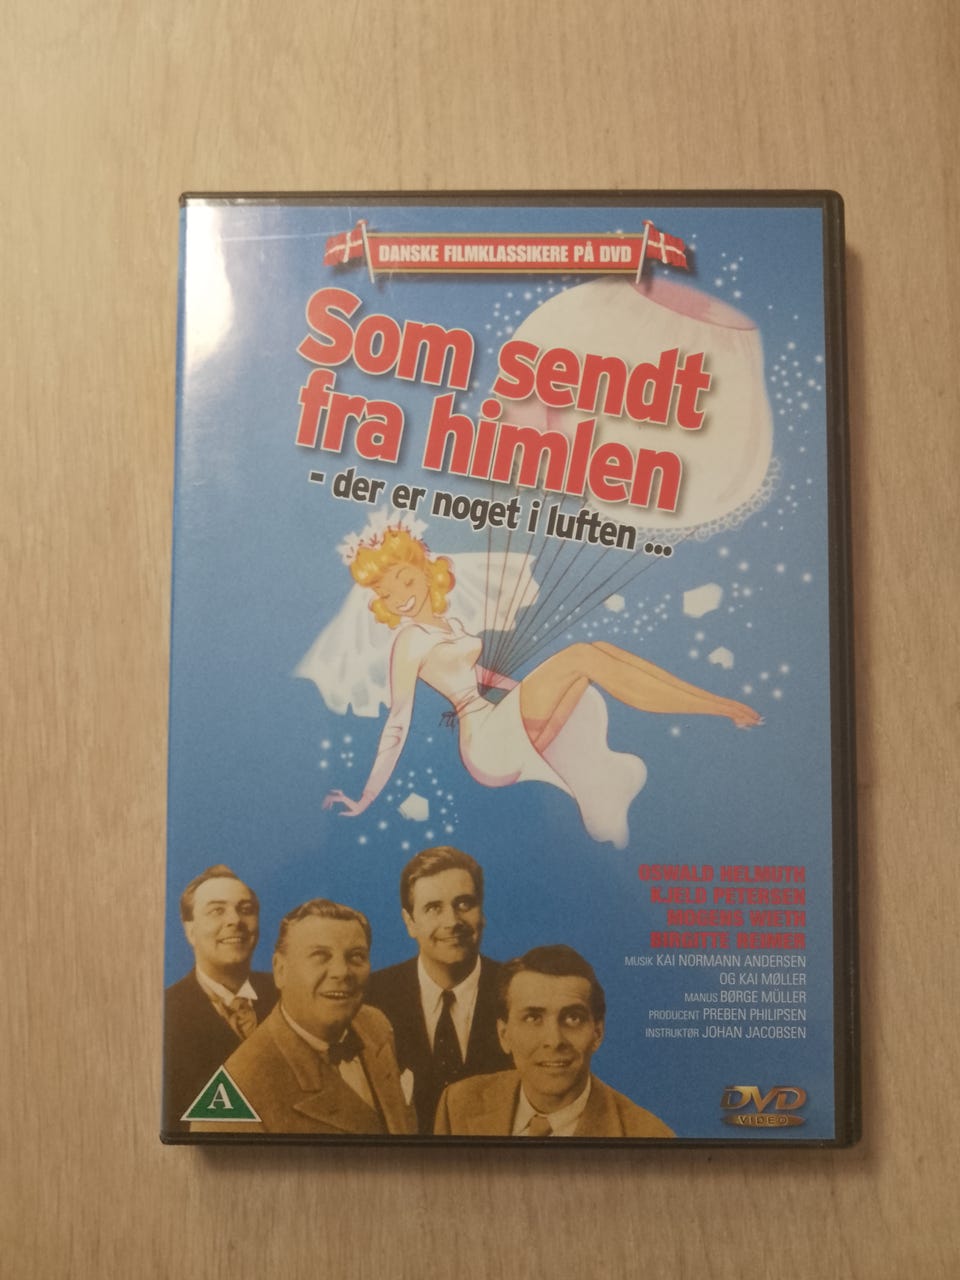 DANSKE FILMKLASSIKERE PÅ DVD
Som sendt
fra himlen
- der er noget i luften ...
OSWALD HELMUTH
KJELD PETERSEN
MOGENS WIETH
BIRGITTE REIMER
MUSIK KAI NORMANN ANDERSEN
OG KAI MØLLER
MANUS BØRGE MÜLLER
PRODUCENT PREBEN PHILIPSEN
INSTRUKTØR JOHAN JACOBSEN
A
DVD
VIDEO